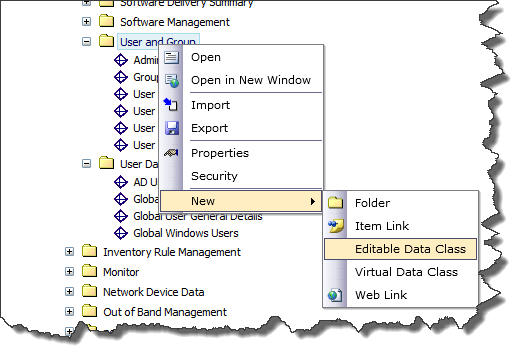 Software Delivery Summary
Software Management
User and Group
Admin
Group
User
User
User
User
User Da
AD U
Global
Global User General Details
Global Windows Users
Inventory Rule Management
Monitor
Network Device Data
Out of Band Management
Open
Open in New Window
Import
Export
Properties
Security
New
Folder
Item Link
Editable Data Class
Virtual Data Class
Web Link